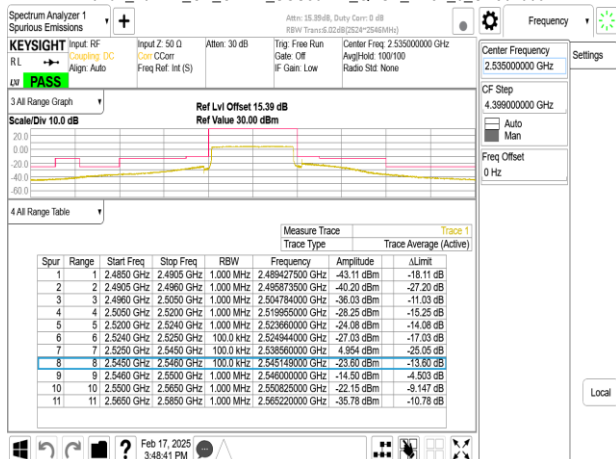 Spectrum Analyzer 1
Spurious Emissions
Attn: 15.39dB, Duty Corr: 0 dB
RBW Trans:6.02dB(2524~2546MHz)
Frequency
KEYSIGHT
Input: RF
Coupling: DC
Align: Auto
Input Z: 50 Ω
Corr CCorr
Freq Ref: Int (S)
Atten: 30 dB
Trig: Free Run
Gate: Off
IF Gain: Low
Center Freq: 2.535000000 GHz
Avg|Hold: 100/100
Radio Std: None
RL
LXI
PASS
Center Frequency
2.535000000 GHz
Settings
CF Step
4.399000000 GHz
Auto
Man
Freq Offset
0 Hz
3 All Range Graph
Scale/Div 10.0 dB
Ref Lvl Offset 15.39 dB
Ref Value 30.00 dBm
20.0
0.00
-20.0
-40.0
-60.0
4 All Range Table
Measure Trace Trace 1
Trace Type Trace Average (Active)
Spur Range Start Freq Stop Freq RBW Frequency Amplitude ΔLimit
1 1 2.4850 GHz 2.4905 GHz 1.000 MHz 2.489427500 GHz -43.11 dBm -18.11 dB
2 2 2.4905 GHz 2.4960 GHz 1.000 MHz 2.495873500 GHz -40.20 dBm -27.20 dB
3 3 2.4960 GHz 2.5050 GHz 1.000 MHz 2.504784000 GHz -36.03 dBm -11.03 dB
4 4 2.5050 GHz 2.5200 GHz 1.000 MHz 2.519955000 GHz -28.25 dBm -15.25 dB
5 5 2.5200 GHz 2.5240 GHz 1.000 MHz 2.523660000 GHz -24.08 dBm -14.08 dB
6 6 2.5240 GHz 2.5250 GHz 100.0 kHz 2.524944000 GHz -27.03 dBm -17.03 dB
7 7 2.5250 GHz 2.5450 GHz 100.0 kHz 2.538560000 GHz 4.954 dBm -25.05 dB
8 8 2.5450 GHz 2.5460 GHz 100.0 kHz 2.545149000 GHz -23.60 dBm -13.60 dB
9 9 2.5460 GHz 2.5500 GHz 1.000 MHz 2.546000000 GHz -14.50 dBm -4.503 dB
10 10 2.5500 GHz 2.5650 GHz 1.000 MHz 2.550825000 GHz -22.15 dBm -9.147 dB
11 11 2.5650 GHz 2.5850 GHz 1.000 MHz 2.565220000 GHz -35.78 dBm -10.78 dB
Local
Feb 17, 2025
3:48:41 PM